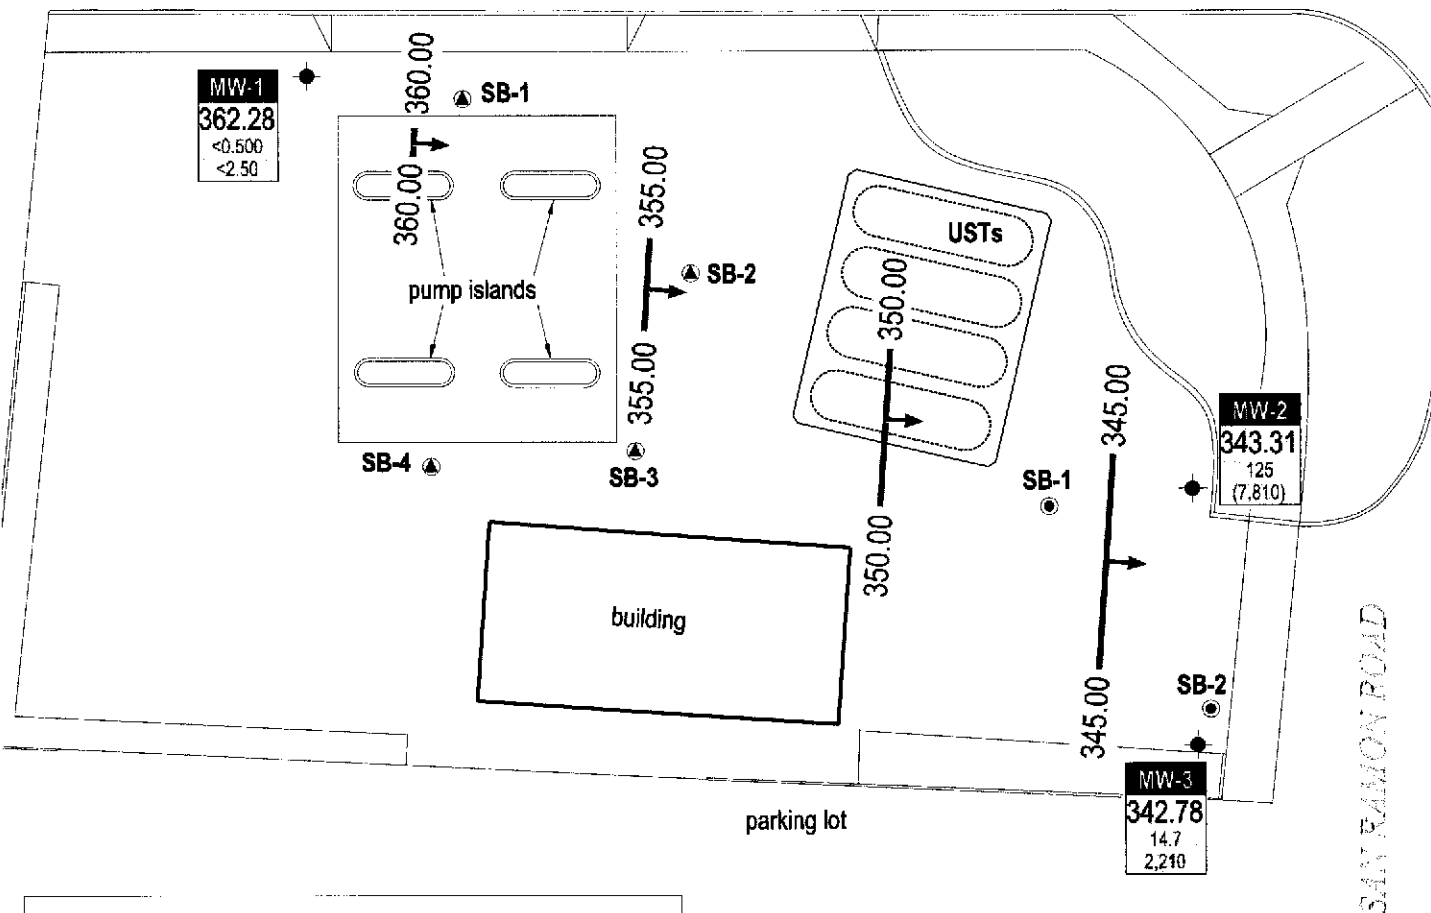 MW-1
362.28
<0.500
<2.50
360.00
360.00
SB-1
355.00
355.00
SB-2
pump islands
USTs
350.00
350.00
345.00
345.00
MW-2
343.31
125
(7,810)
SB-4
SB-3
SB-1
building
SB-2
MW-3
342.78
14.7
2,210
parking lot
SAN RAMON ROAD